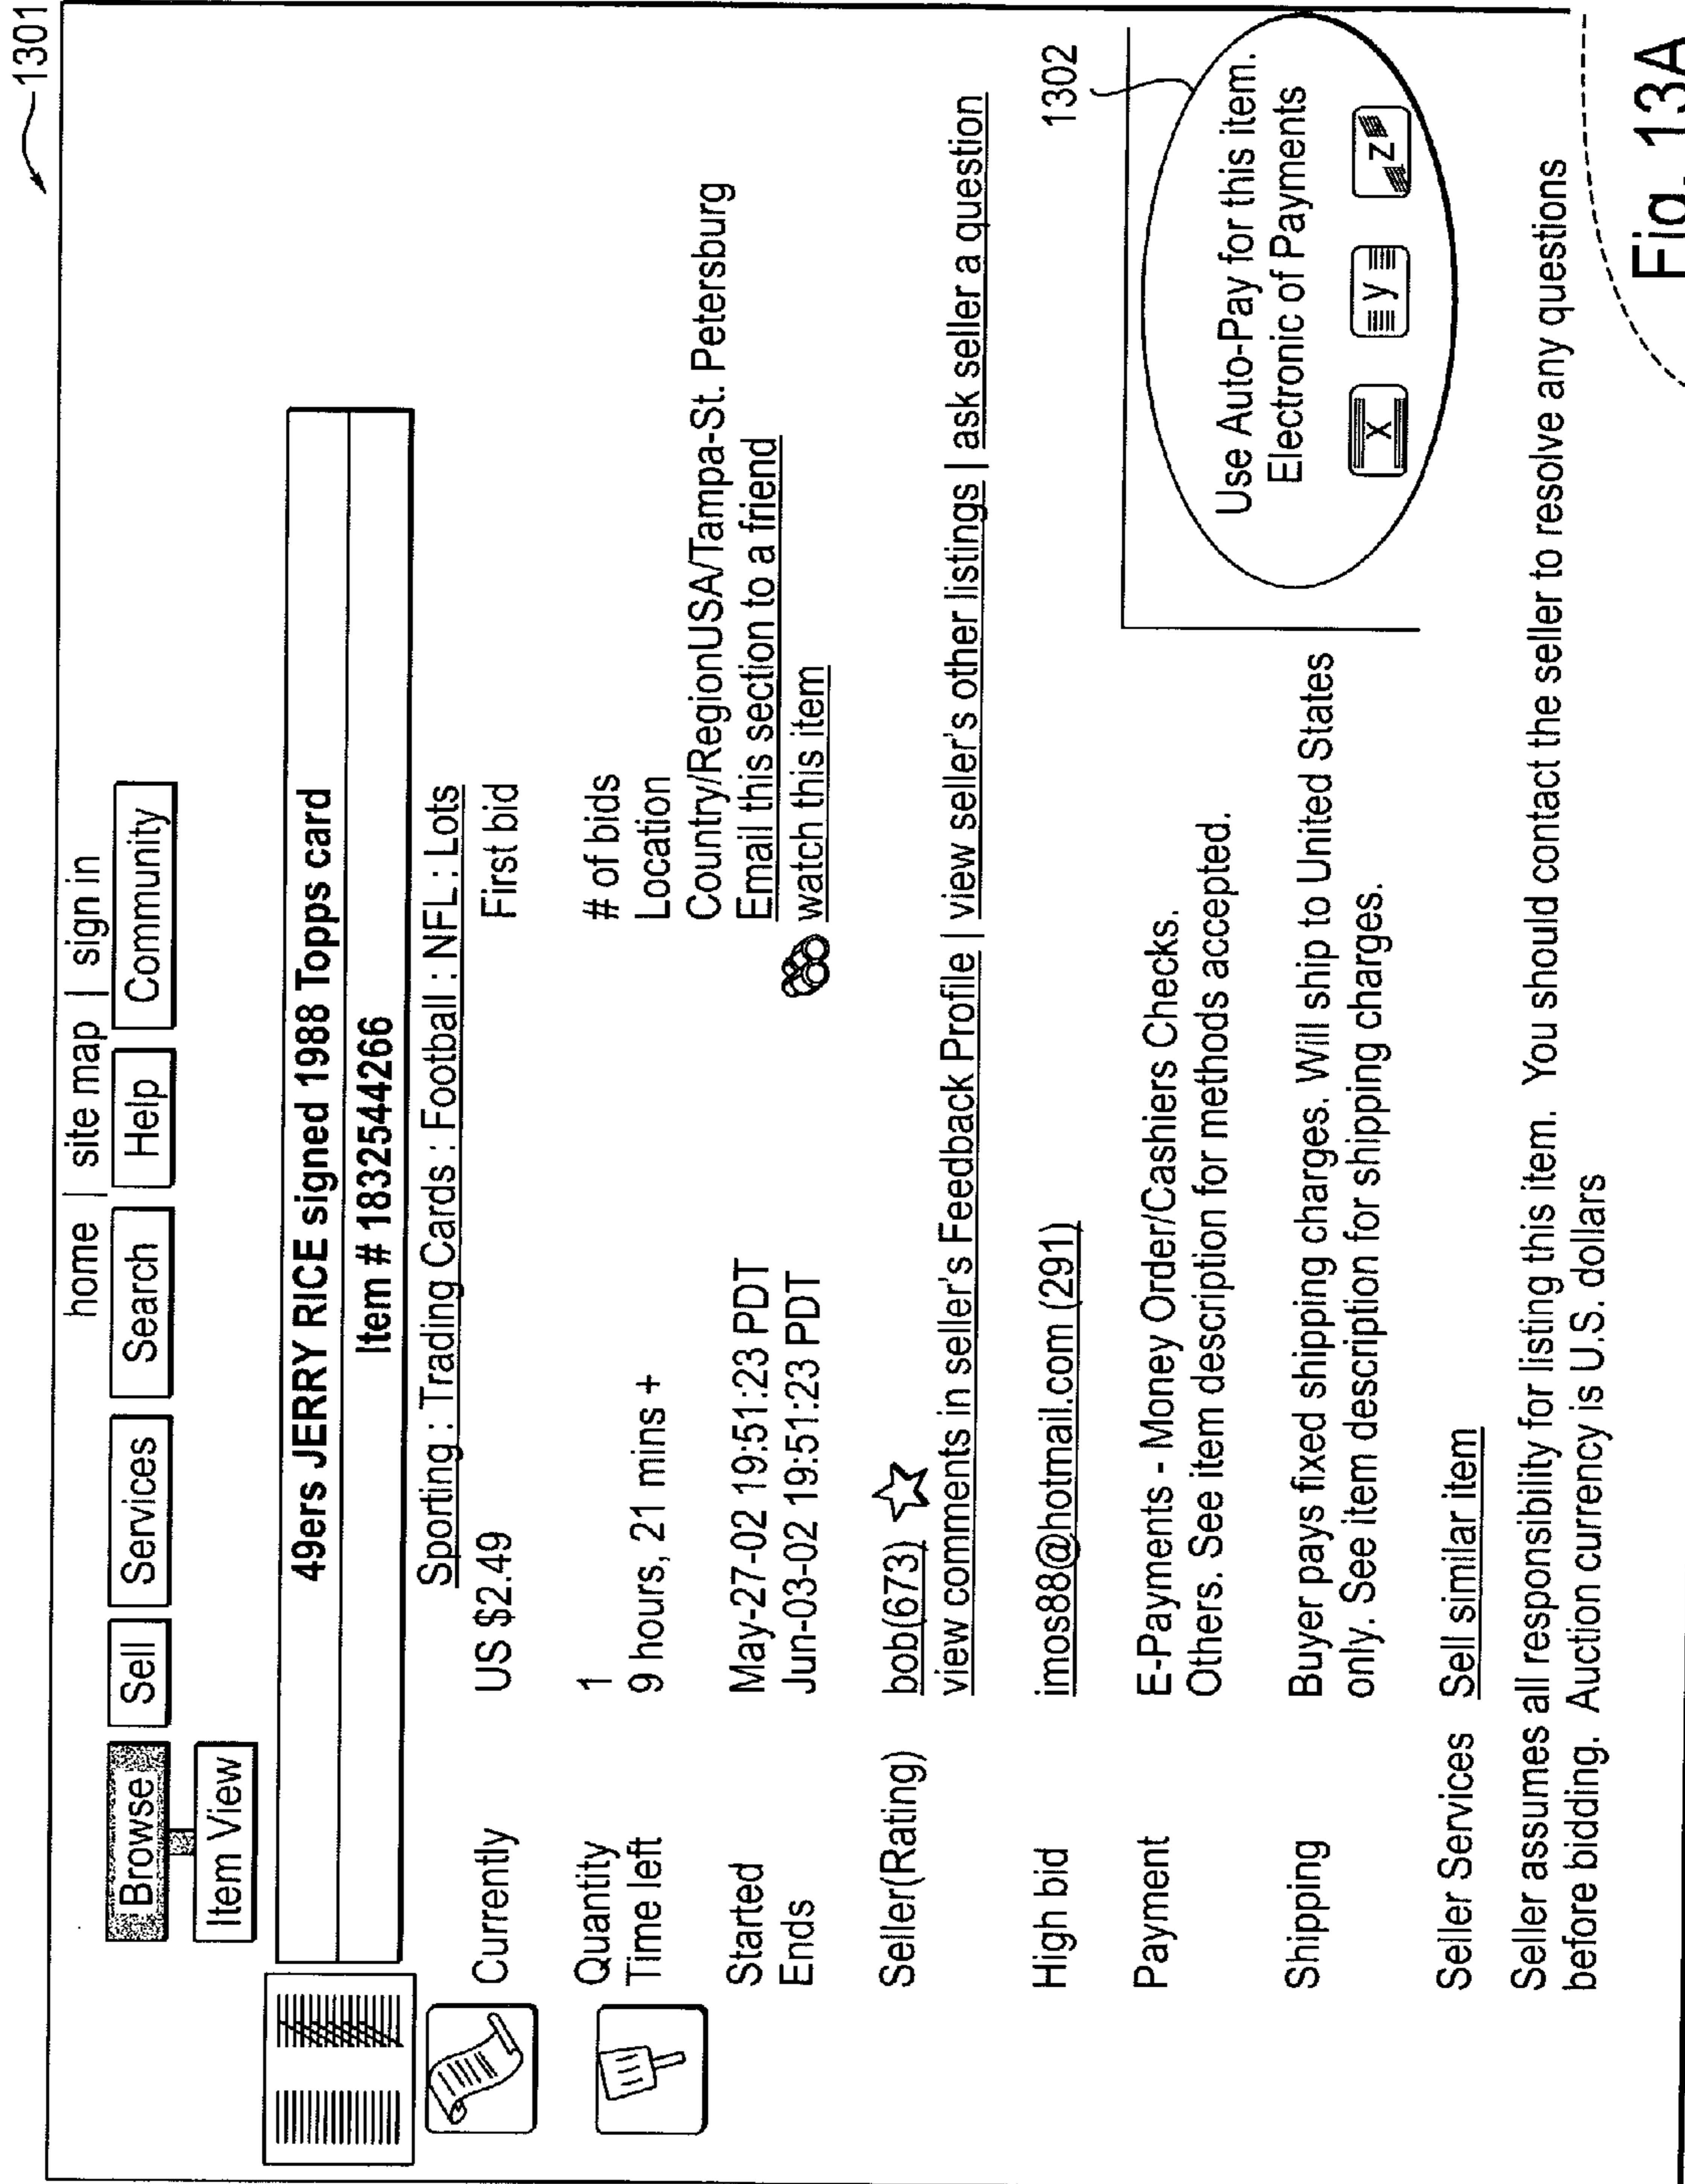 1301
home | site map | sign in
Browse Sell Services Search Help Community
Item View
49ers JERRY RICE signed 1988 Topps card
Item # 1832544266
Sporting : Trading Cards : Football : NFL : Lots
Currently US $2.49 First bid
Quantity 1 # of bids
Time left 9 hours, 21 mins + Location
Country/RegionUSA/Tampa-St. Petersburg
Started May-27-02 19:51:23 PDT Email this section to a friend
Ends Jun-03-02 19:51:23 PDT watch this item
Seller(Rating) bob(673)
view comments in seller's Feedback Profile | view seller's other listings | ask seller a question
High bid imos88@hotmail.com (291)
1302
Payment E-Payments - Money Order/Cashiers Checks.
Others. See item description for methods accepted.
Use Auto-Pay for this item.
Electronic of Payments
x y z
Shipping Buyer pays fixed shipping charges. Will ship to United States
only. See item description for shipping charges.
Seller Services Sell similar item
Seller assumes all responsibility for listing this item. You should contact the seller to resolve any questions
before bidding. Auction currency is U.S. dollars
Fig. 13A